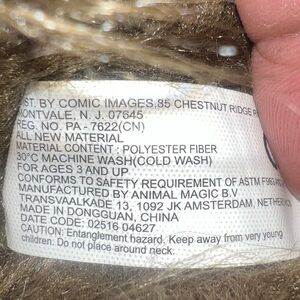 ST. BY COMIC IMAGES,85 CHESTNUT RIDGE
MONTVALE, N. J. 07645
REG. NO. PA - 7622(CN)
ALL NEW MATERIAL
MATERIAL CONTENT : POLYESTER FIBER
30°C MACHINE WASH(COLD WASH)
FOR AGES 3 AND UP
CONFORMS TO SAFETY REQUIREMENT OF ASTM F963
MANUFACTURED BY ANIMAL MAGIC B.V
TRANSVAALKADE 13, 1092 JK AMSTERDAM,
MADE IN DONGGUAN, CHINA
DATE CODE: 02516 04627
CAUTION: Entanglement hazard. Keep away from very young
children. Do not place around neck.